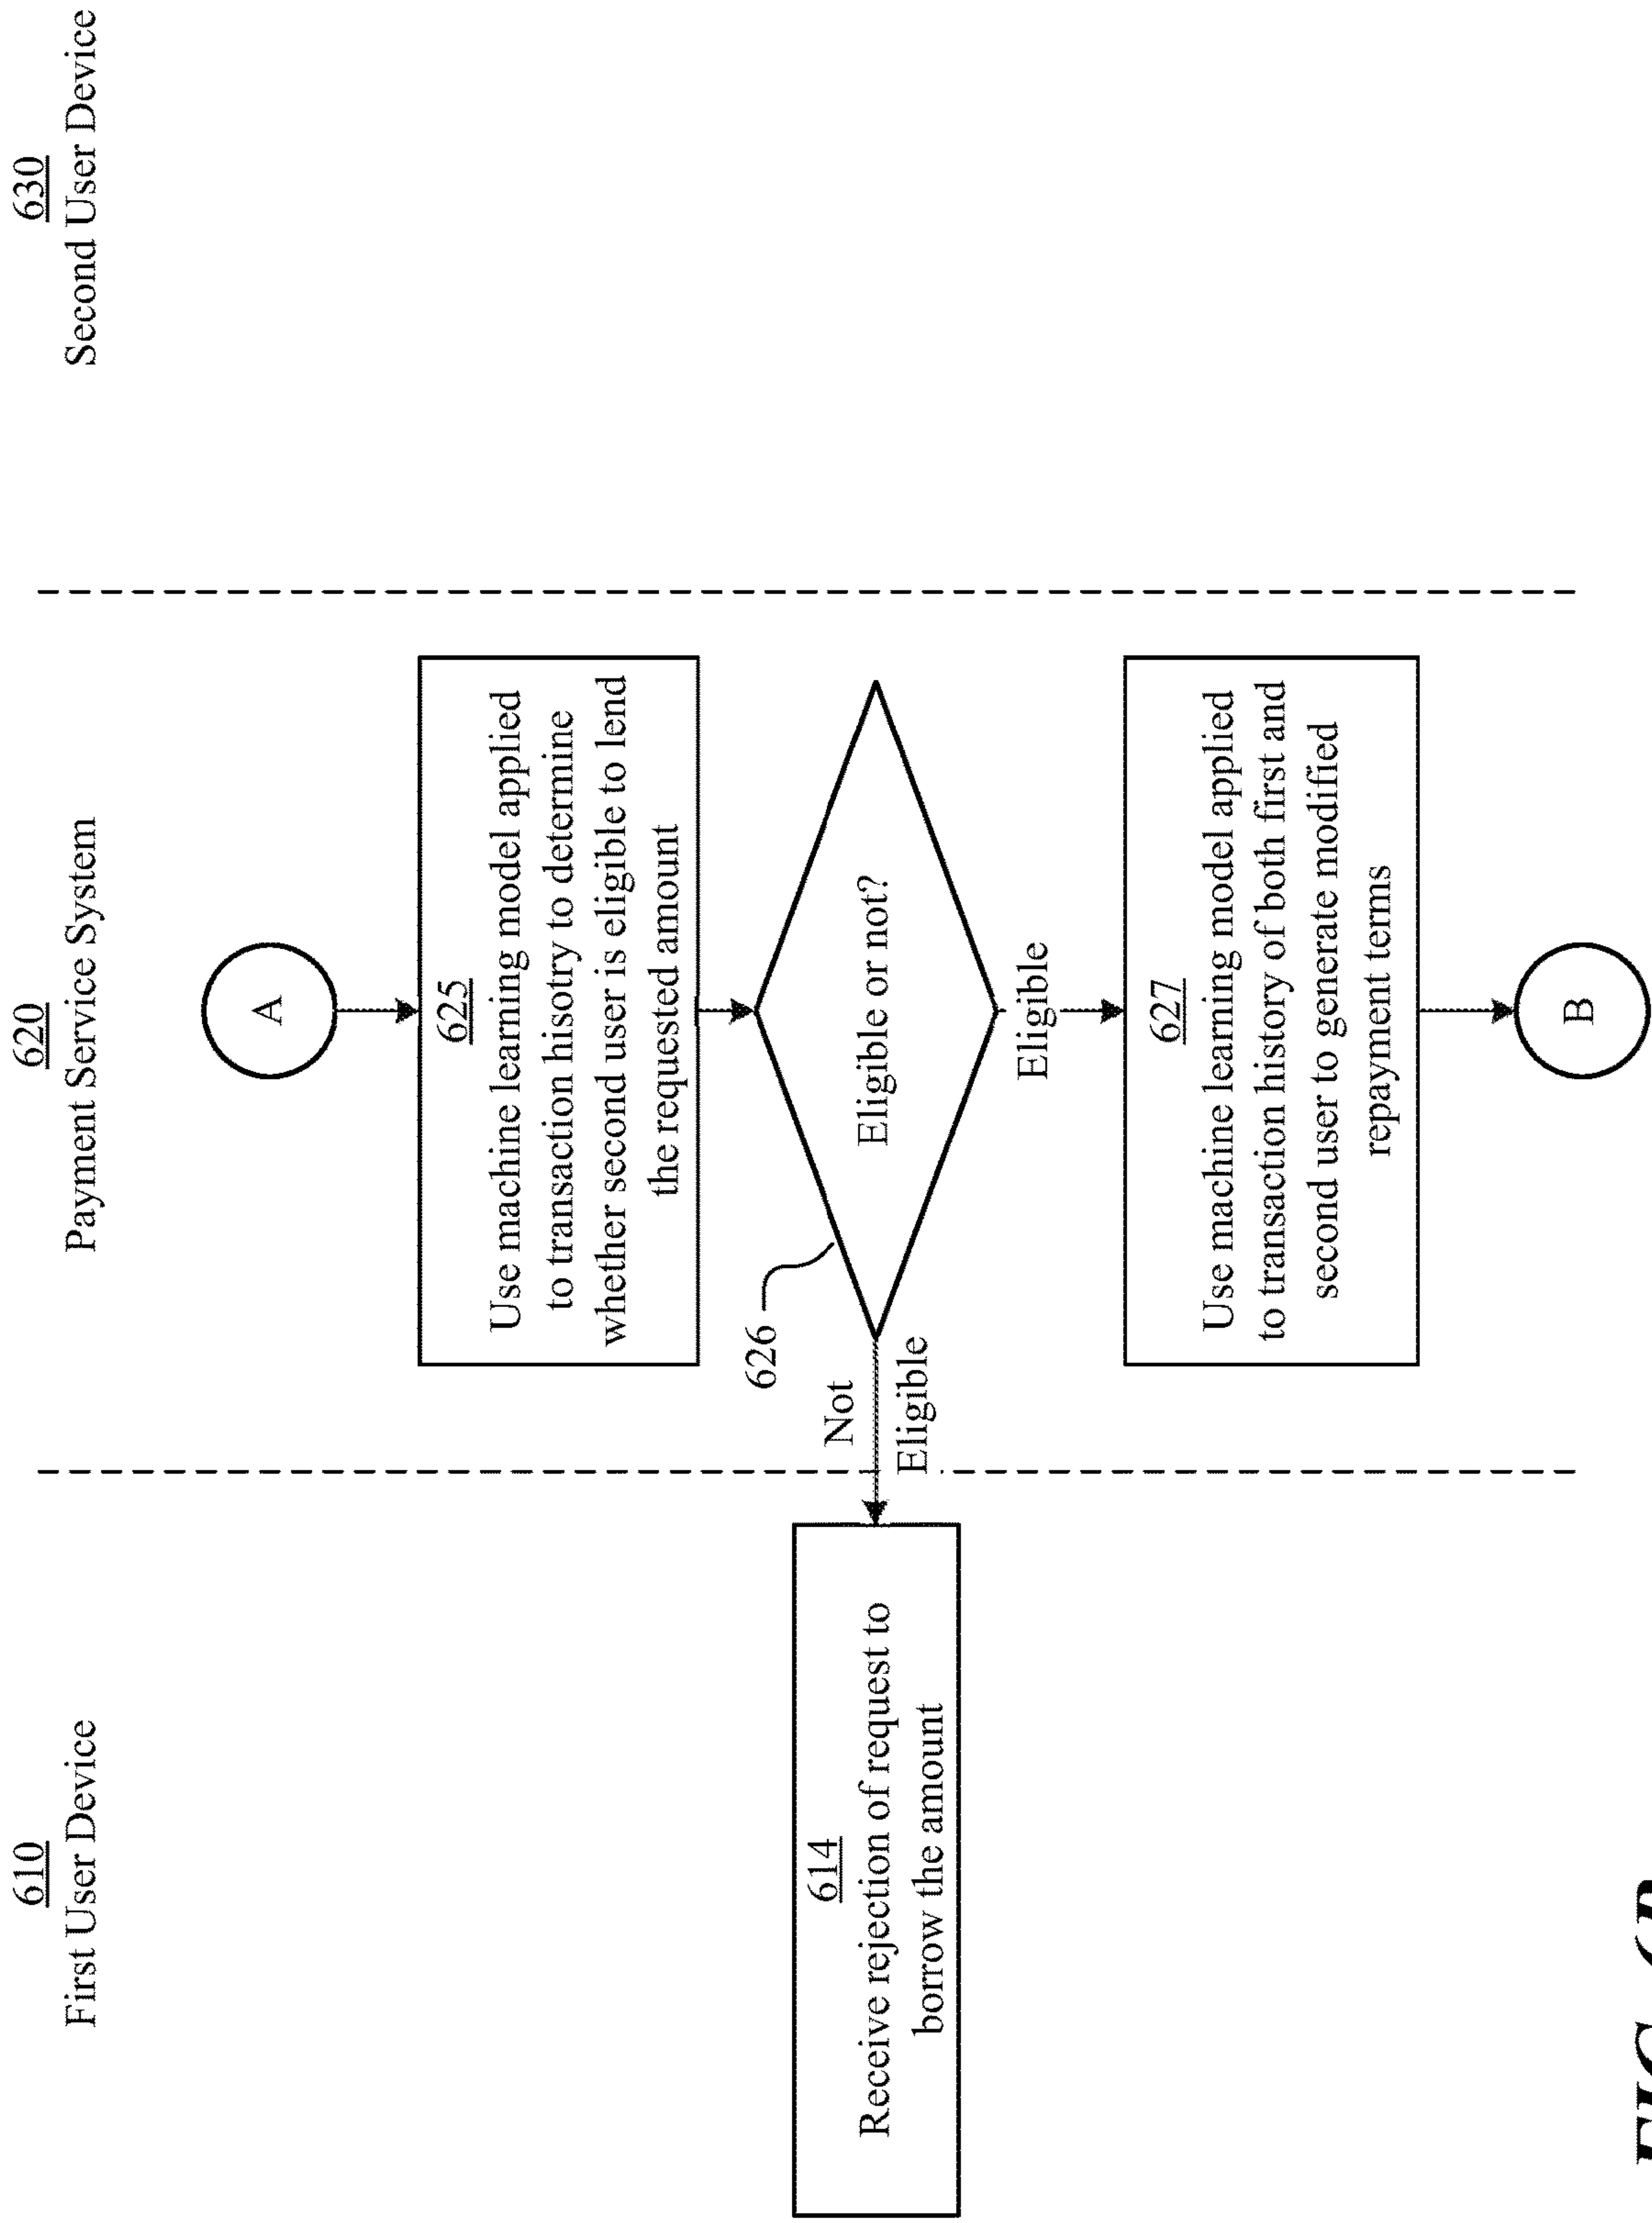 610
First User Device
620
Payment Service System
630
Second User Device
A
625
Use machine learning model applied
to transaction hisotry to determine
whether second user is eligible to lend
the requested amount
626
Eligible or not?
Not
Eligible
614
Receive rejection of request to
borrow the amount
Eligible
627
Use machine learning model applied
to transaction history of both first and
second user to generate modified
repayment terms
B
FIG. 6B